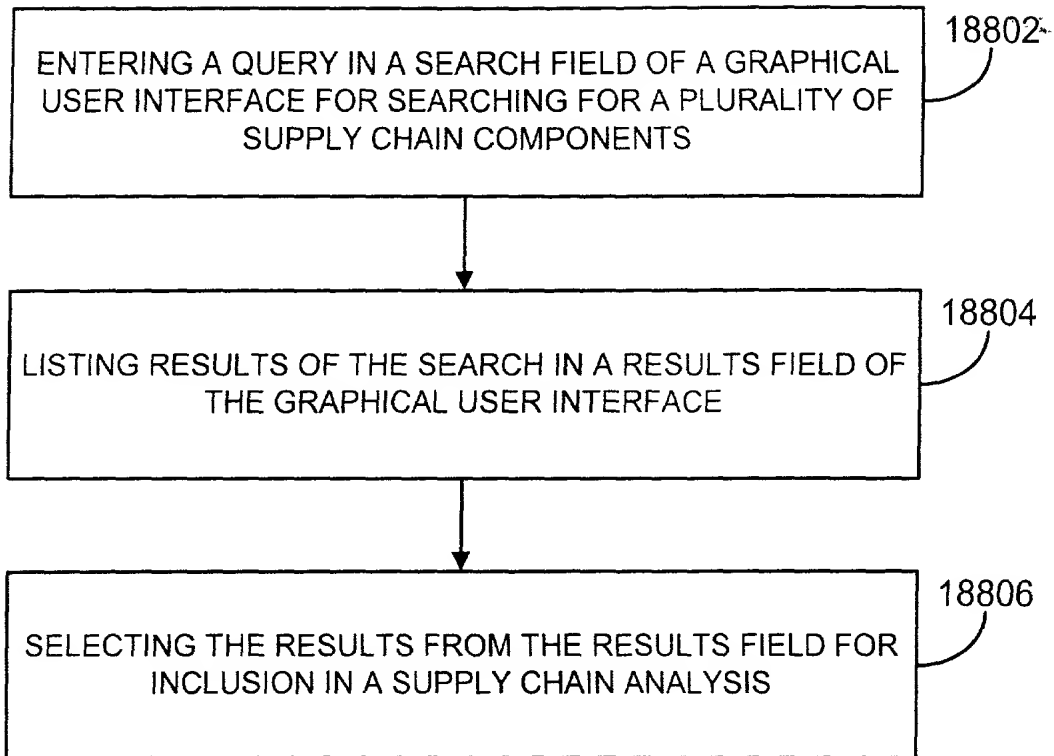 18802
ENTERING A QUERY IN A SEARCH FIELD OF A GRAPHICAL
USER INTERFACE FOR SEARCHING FOR A PLURALITY OF
SUPPLY CHAIN COMPONENTS
18804
LISTING RESULTS OF THE SEARCH IN A RESULTS FIELD OF
THE GRAPHICAL USER INTERFACE
18806
SELECTING THE RESULTS FROM THE RESULTS FIELD FOR
INCLUSION IN A SUPPLY CHAIN ANALYSIS